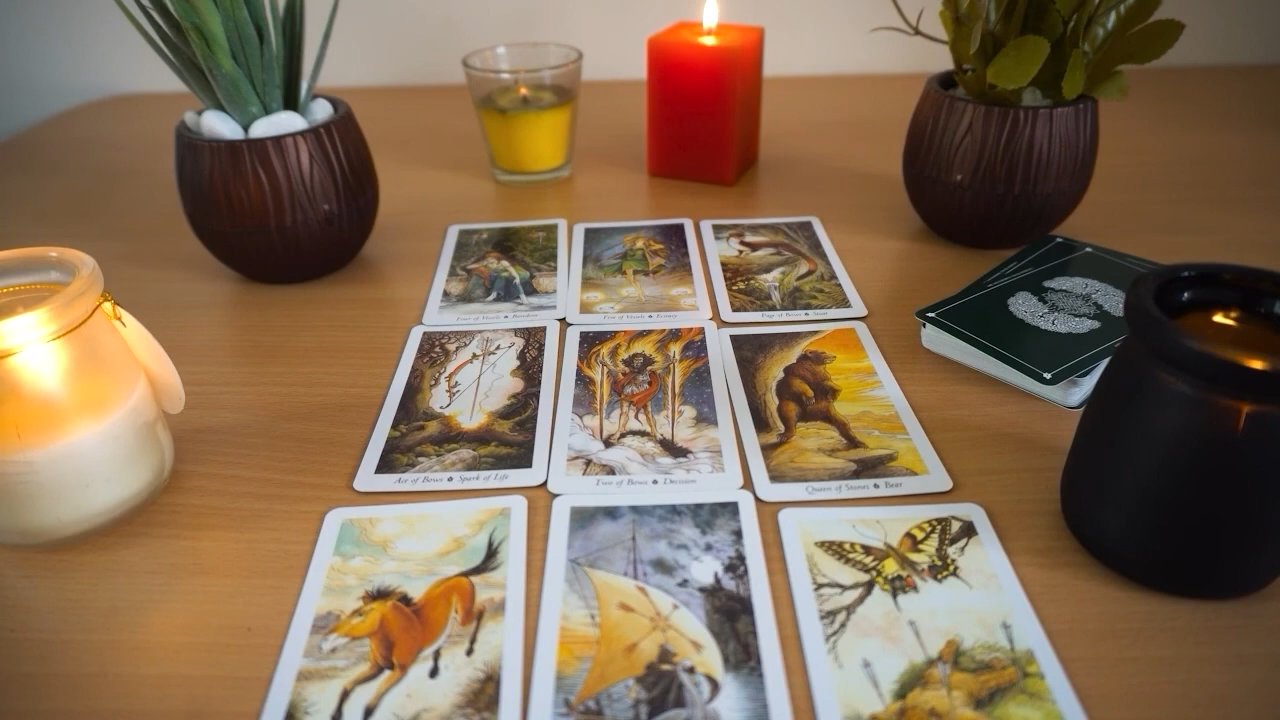 Four of Vessels Boredom
Five of Vessels Ecstasy
Page of Bows Stoat
Ace of Bows Spark of Life
Two of Bows Decision
Queen of Stones Bear